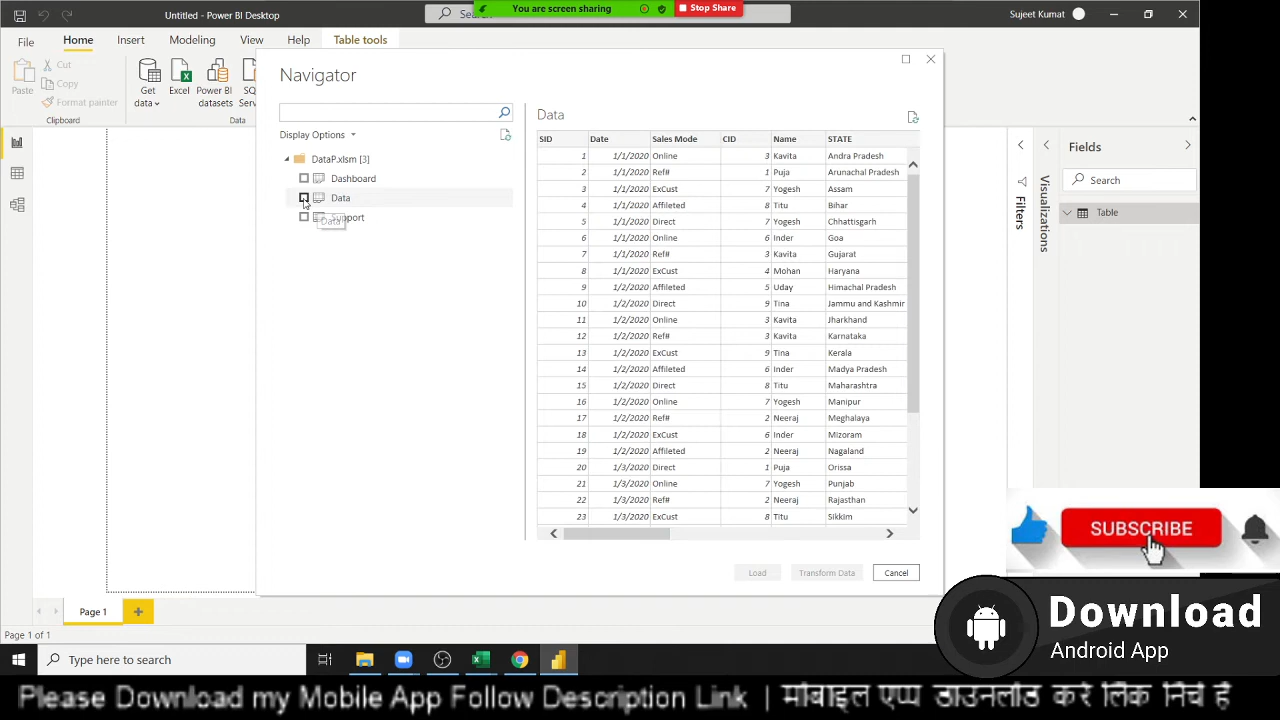 Untitled - Power BI Desktop
Search
You are screen sharing
Stop Share
Sujeet Kumat
File Home Insert Modeling View Help Table tools
Paste
Cut
Copy
Format painter
Clipboard
Get data
Excel
Power BI datasets
Data
Navigator
Display Options
DataP.xlsm [3]
Dashboard
Data
Data
Data
SID Date Sales Mode CID Name STATE
1 1/1/2020 Online 3 Kavita Andra Pradesh
2 1/1/2020 Ref# 1 Puja Arunachal Pradesh
3 1/1/2020 ExCust 7 Yogesh Assam
4 1/1/2020 Affileted 8 Titu Bihar
5 1/1/2020 Direct 7 Yogesh Chhattisgarh
6 1/1/2020 Online 6 Inder Goa
7 1/1/2020 Ref# 3 Kavita Gujarat
8 1/1/2020 ExCust 4 Mohan Haryana
9 1/2/2020 Affileted 5 Uday Himachal Pradesh
10 1/2/2020 Direct 9 Tina Jammu and Kashmir
11 1/2/2020 Online 3 Kavita Jharkhand
12 1/2/2020 Ref# 3 Kavita Karnataka
13 1/2/2020 ExCust 9 Tina Kerala
14 1/2/2020 Affileted 6 Inder Madya Pradesh
15 1/2/2020 Direct 8 Titu Maharashtra
16 1/2/2020 Online 7 Yogesh Manipur
17 1/2/2020 Ref# 2 Neeraj Meghalaya
18 1/2/2020 ExCust 6 Inder Mizoram
19 1/2/2020 Affileted 2 Neeraj Nagaland
20 1/3/2020 Direct 1 Puja Orissa
21 1/3/2020 Online 7 Yogesh Punjab
22 1/3/2020 Ref# 2 Neeraj Rajasthan
23 1/3/2020 ExCust 8 Titu Sikkim
Load
Transform Data
Cancel
Filters
Visualizations
Fields
Search
Table
SUBSCRIBE
Download
Android App
Page 1
Page 1 of 1
Type here to search
Please Download my Mobile App Follow Description Link | मोबाइल एप्प डाउनलोड करे लिंक निचे है